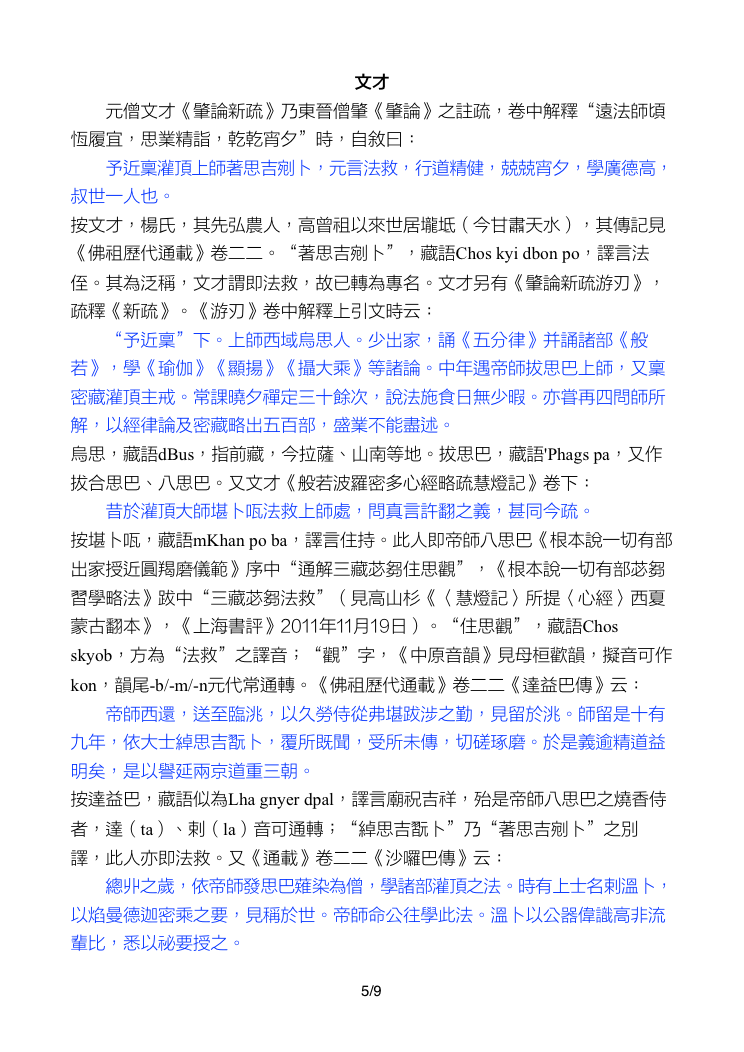 文才
元僧文才《肇論新疏》乃東晉僧肇《肇論》之註疏，卷中解釋“遠法師頃
恆履宜，思業精詣，乾乾宵夕”時，自敘曰：
予近稟灌頂上師著思吉剜卜，元言法救，行道精健，兢兢宵夕，學廣德高，
叔世一人也。
按文才，楊氏，其先弘農人，高曾祖以來世居壠坻（今甘肅天水），其傳記見
《佛祖歷代通載》卷二二。“著思吉剜卜”，藏語Chos kyi dbon po，譯言法
侄。其為泛稱，文才謂即法救，故已轉為專名。文才另有《肇論新疏游刃》，
疏釋《新疏》。《游刃》卷中解釋上引文時云：
“予近稟”下。上師西域烏思人。少出家，誦《五分律》并誦諸部《般
若》，學《瑜伽》《顯揚》《攝大乘》等諸論。中年遇帝師拔思巴上師，又稟
密藏灌頂主戒。常課曉夕禪定三十餘次，說法施食日無少暇。亦嘗再四問師所
解，以經律論及密藏略出五百部，盛業不能盡述。
烏思，藏語dBus，指前藏，今拉薩、山南等地。拔思巴，藏語'Phags pa，又作
拔合思巴、八思巴。又文才《般若波羅密多心經略疏慧燈記》卷下：
昔於灌頂大師堪卜㕽法救上師處，問真言許翻之義，甚同今疏。
按堪卜㕽，藏語mKhan po ba，譯言住持。此人即帝師八思巴《根本說一切有部
出家授近圓羯磨儀範》序中“通解三藏苾芻住思觀”，《根本說一切有部苾芻
習學略法》跋中“三藏苾芻法救”（見高山杉《〈慧燈記〉所提〈心經〉西夏
蒙古翻本》，《上海書評》2011年11月19日）。“住思觀”，藏語Chos
skyob，方為“法救”之譯音；“觀”字，《中原音韻》見母桓歡韻，擬音可作
kon，韻尾-b/-m/-n元代常通轉。《佛祖歷代通載》卷二二《達益巴傳》云：
帝師西還，送至臨洮，以久勞侍從弗堪跋涉之勤，見留於洮。師留是十有
九年，依大士綽思吉翫卜，覆所既聞，受所未傳，切磋琢磨。於是義逾精道益
明矣，是以譽延兩京道重三朝。
按達益巴，藏語似為Lha gnyer dpal，譯言廟祝吉祥，殆是帝師八思巴之燒香侍
者，達（ta）、剌（la）音可通轉；“綽思吉翫卜”乃“著思吉剜卜”之別
譯，此人亦即法救。又《通載》卷二二《沙囉巴傳》云：
總丱之歲，依帝師發思巴薙染為僧，學諸部灌頂之法。時有上士名剌溫卜，
以焰曼德迦密乘之要，見稱於世。帝師命公往學此法。溫卜以公器偉識高非流
輩比，悉以祕要授之。
5/9